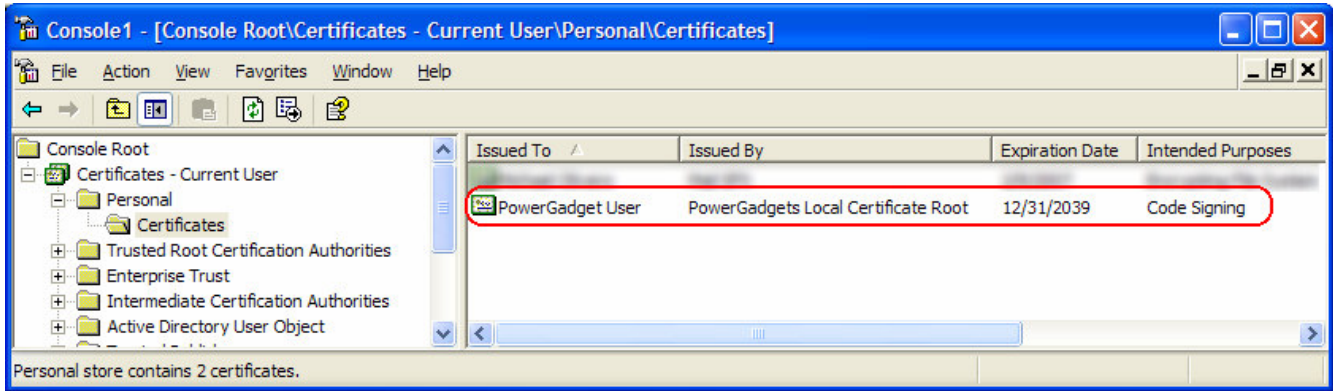 Console1 - [Console Root\Certificates - Current User\Personal\Certificates]
File Action View Favorites Window Help
Console Root
Certificates - Current User
Personal
Certificates
Trusted Root Certification Authorities
Enterprise Trust
Intermediate Certification Authorities
Active Directory User Object
Issued To Issued By Expiration Date Intended Purposes
PowerGadget User PowerGadgets Local Certificate Root 12/31/2039 Code Signing
Personal store contains 2 certificates.